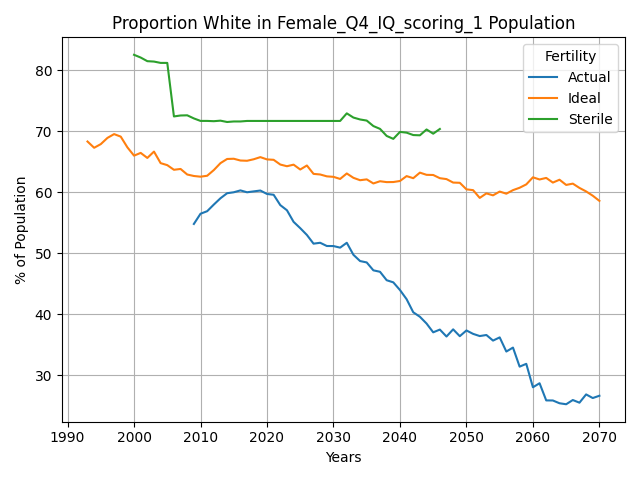 Proportion White in Female_Q4_IQ_scoring_1 Population
Fertility
Actual
Ideal
Sterile
% of Population
80
70
60
50
40
30
1990
2000
2010
2020
2030
2040
2050
2060
2070
Years